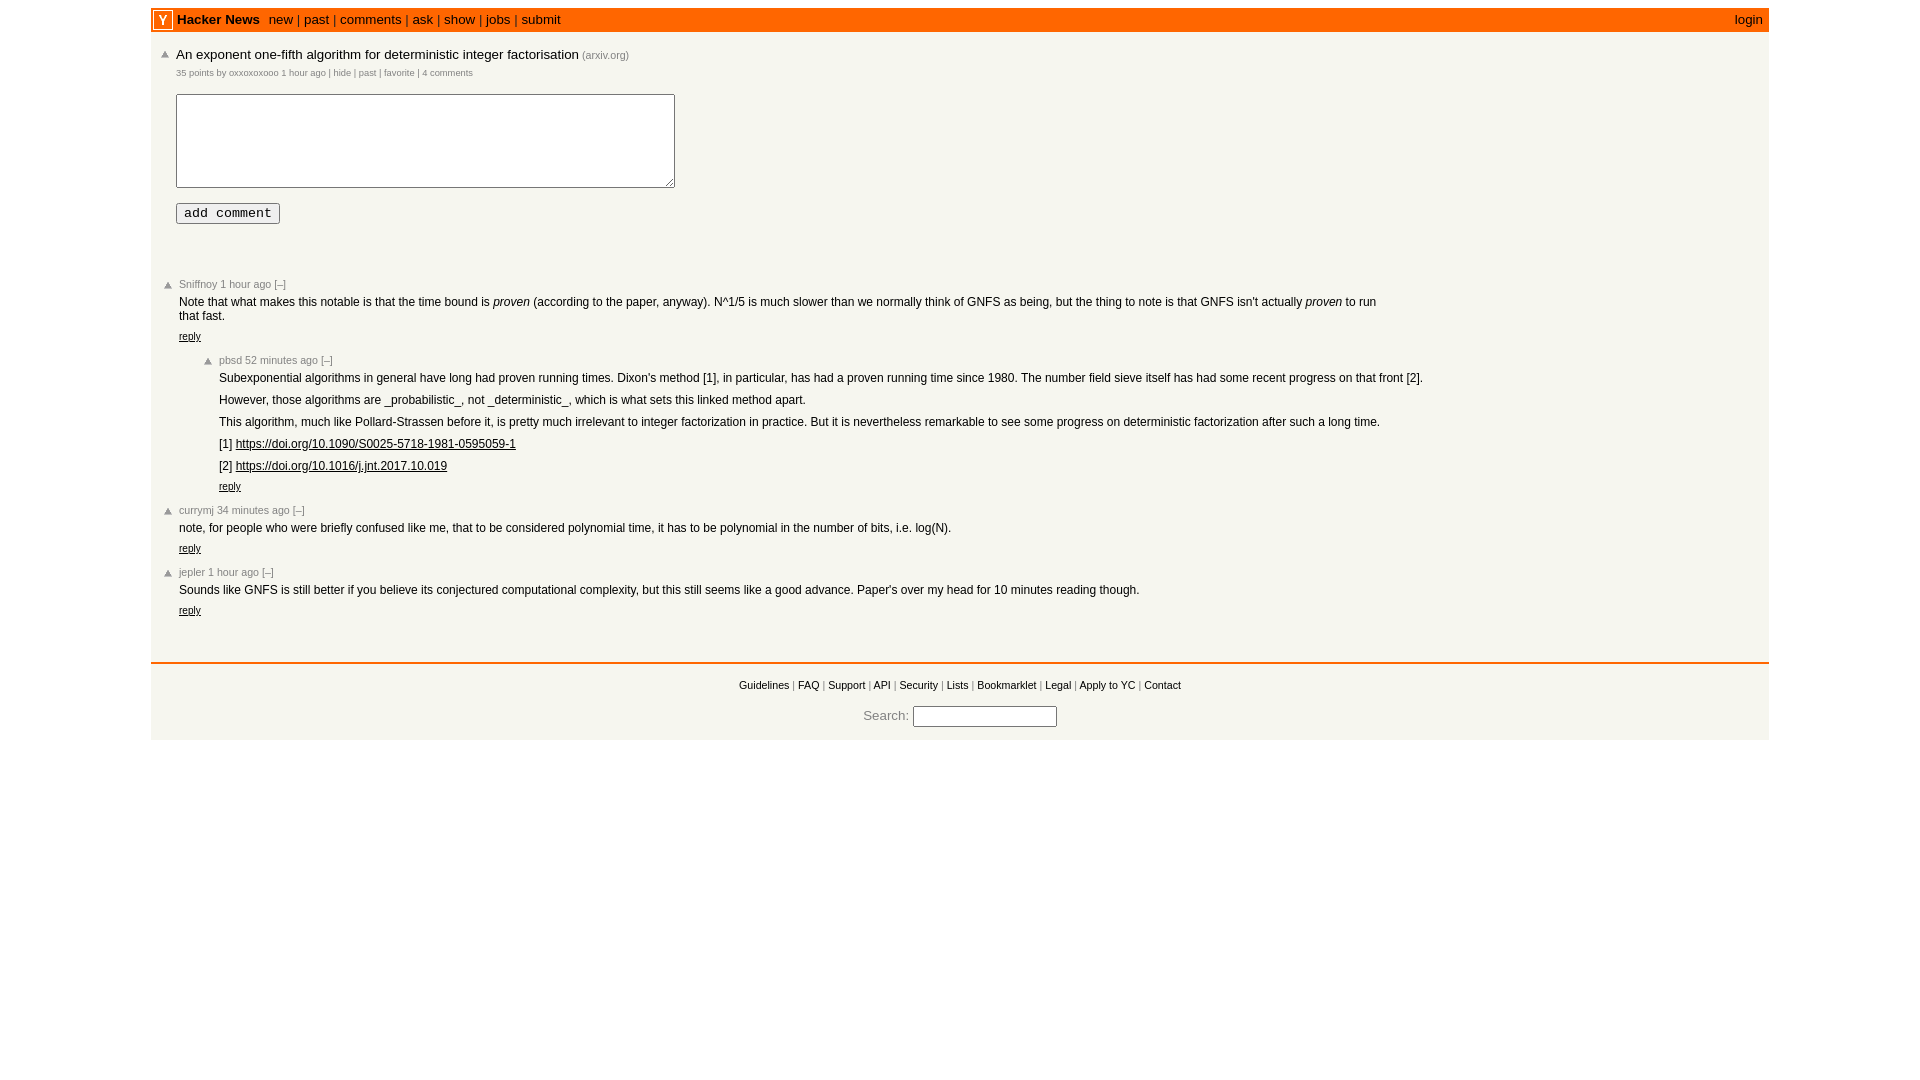 Y Hacker News new | past | comments | ask | show | jobs | submit login
An exponent one-fifth algorithm for deterministic integer factorisation (arxiv.org)
35 points by oxxoxoxooo 1 hour ago | hide | past | favorite | 4 comments
add comment
Sniffnoy 1 hour ago [–]
Note that what makes this notable is that the time bound is proven (according to the paper, anyway). N^1/5 is much slower than we normally think of GNFS as being, but the thing to note is that GNFS isn't actually proven to run
that fast.
reply
pbsd 52 minutes ago [–]
Subexponential algorithms in general have long had proven running times. Dixon's method [1], in particular, has had a proven running time since 1980. The number field sieve itself has had some recent progress on that front [2].
However, those algorithms are _probabilistic_, not _deterministic_, which is what sets this linked method apart.
This algorithm, much like Pollard-Strassen before it, is pretty much irrelevant to integer factorization in practice. But it is nevertheless remarkable to see some progress on deterministic factorization after such a long time.
[1] https://doi.org/10.1090/S0025-5718-1981-0595059-1
[2] https://doi.org/10.1016/j.jnt.2017.10.019
reply
currymj 34 minutes ago [–]
note, for people who were briefly confused like me, that to be considered polynomial time, it has to be polynomial in the number of bits, i.e. log(N).
reply
jepler 1 hour ago [–]
Sounds like GNFS is still better if you believe its conjectured computational complexity, but this still seems like a good advance. Paper's over my head for 10 minutes reading though.
reply
Guidelines | FAQ | Support | API | Security | Lists | Bookmarklet | Legal | Apply to YC | Contact
Search: